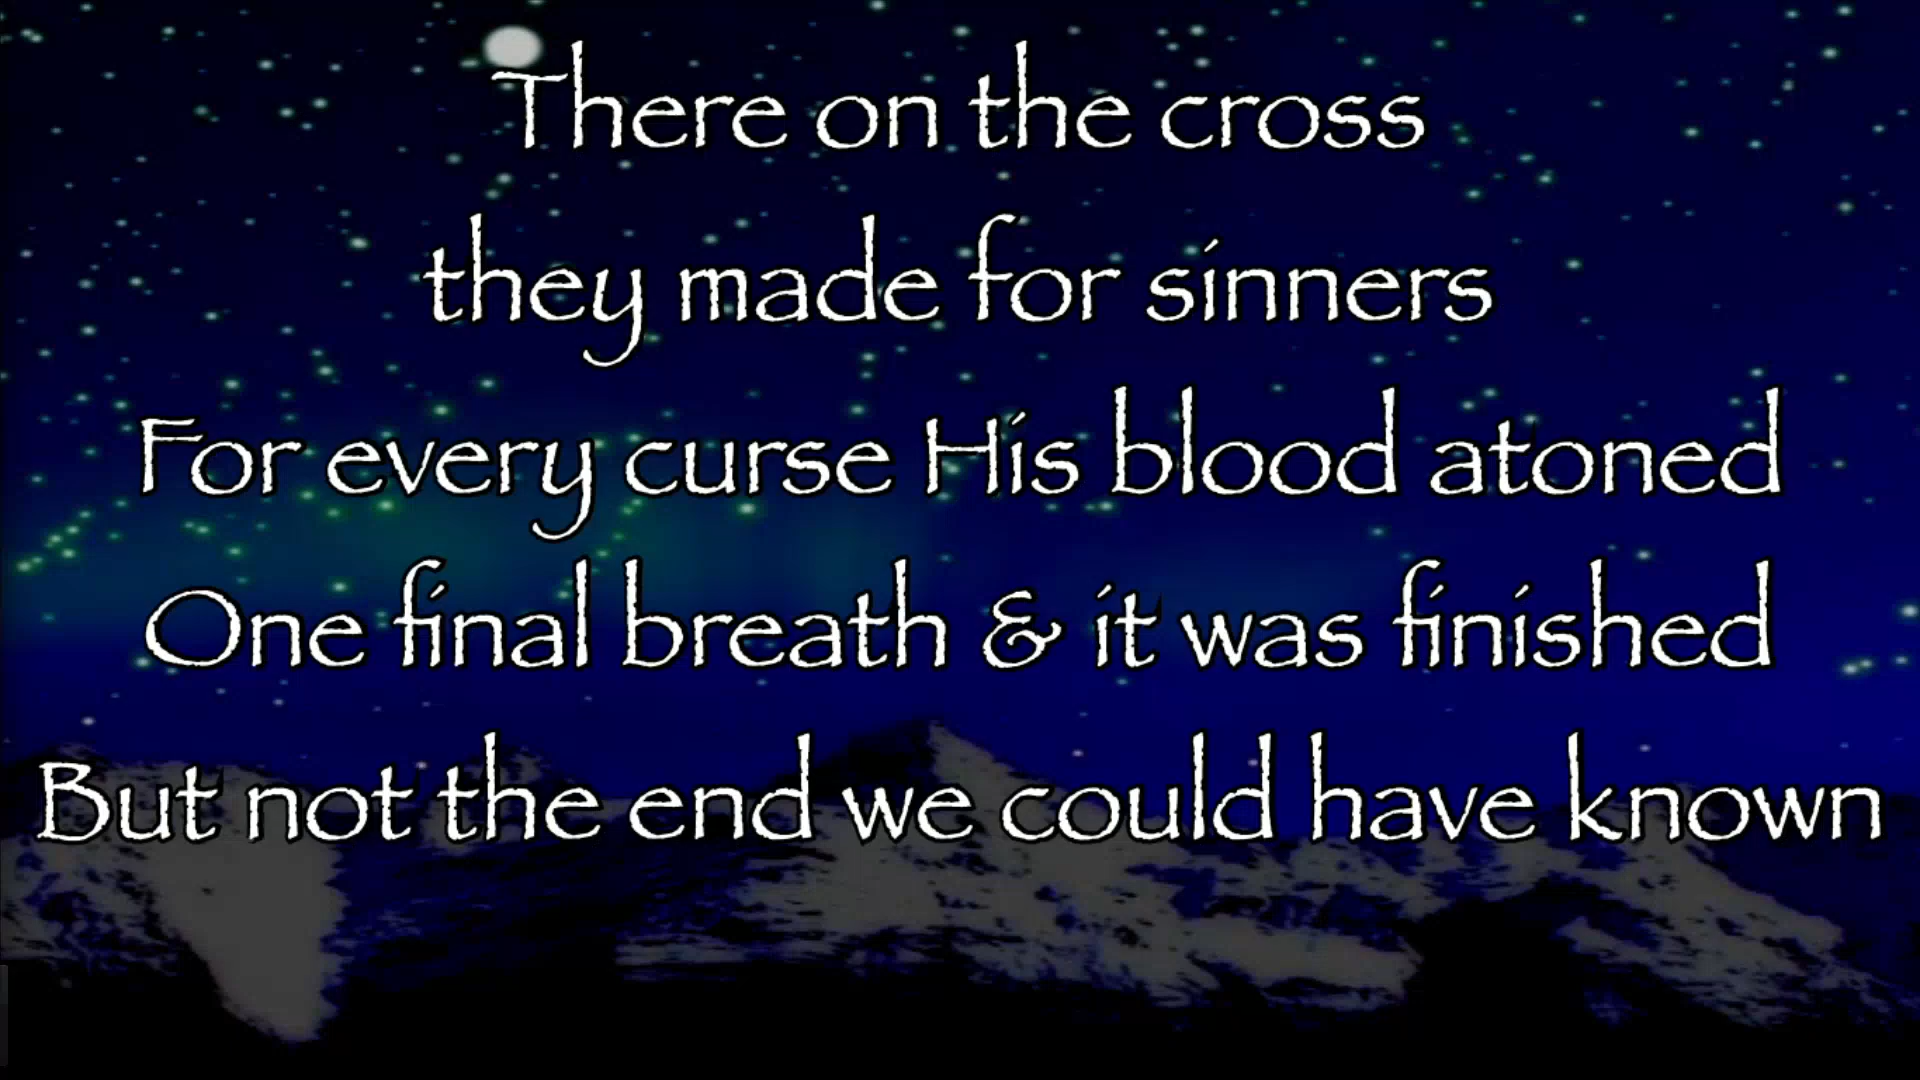 There on the cross
they made for sinners
For every curse His blood atoned
One final breath & it was finished
But not the end we could have known